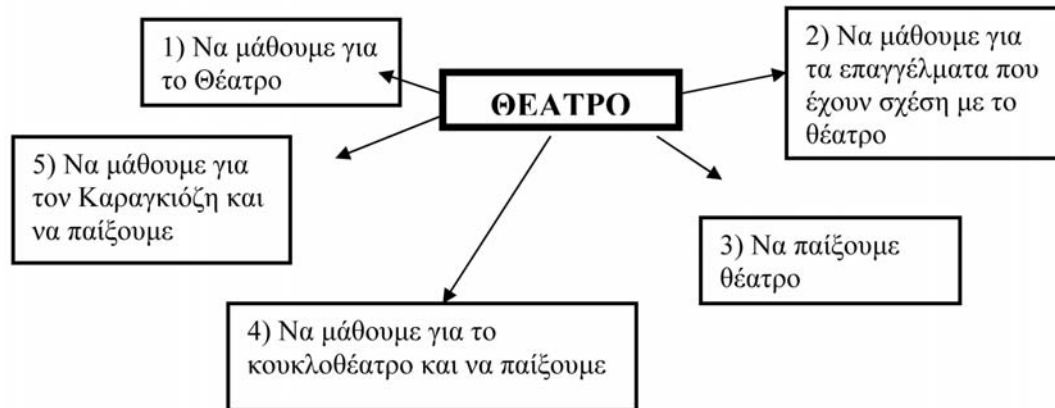 ΘΕΑΤΡΟ
1) Να μάθουμε για
το Θέατρο
2) Να μάθουμε για
τα επαγγέλματα που
έχουν σχέση με το
θέατρο
3) Να παίξουμε
θέατρο
4) Να μάθουμε για το
κουκλοθέατρο και να παίξουμε
5) Να μάθουμε για
τον Καραγκιόζη και
να παίξουμε